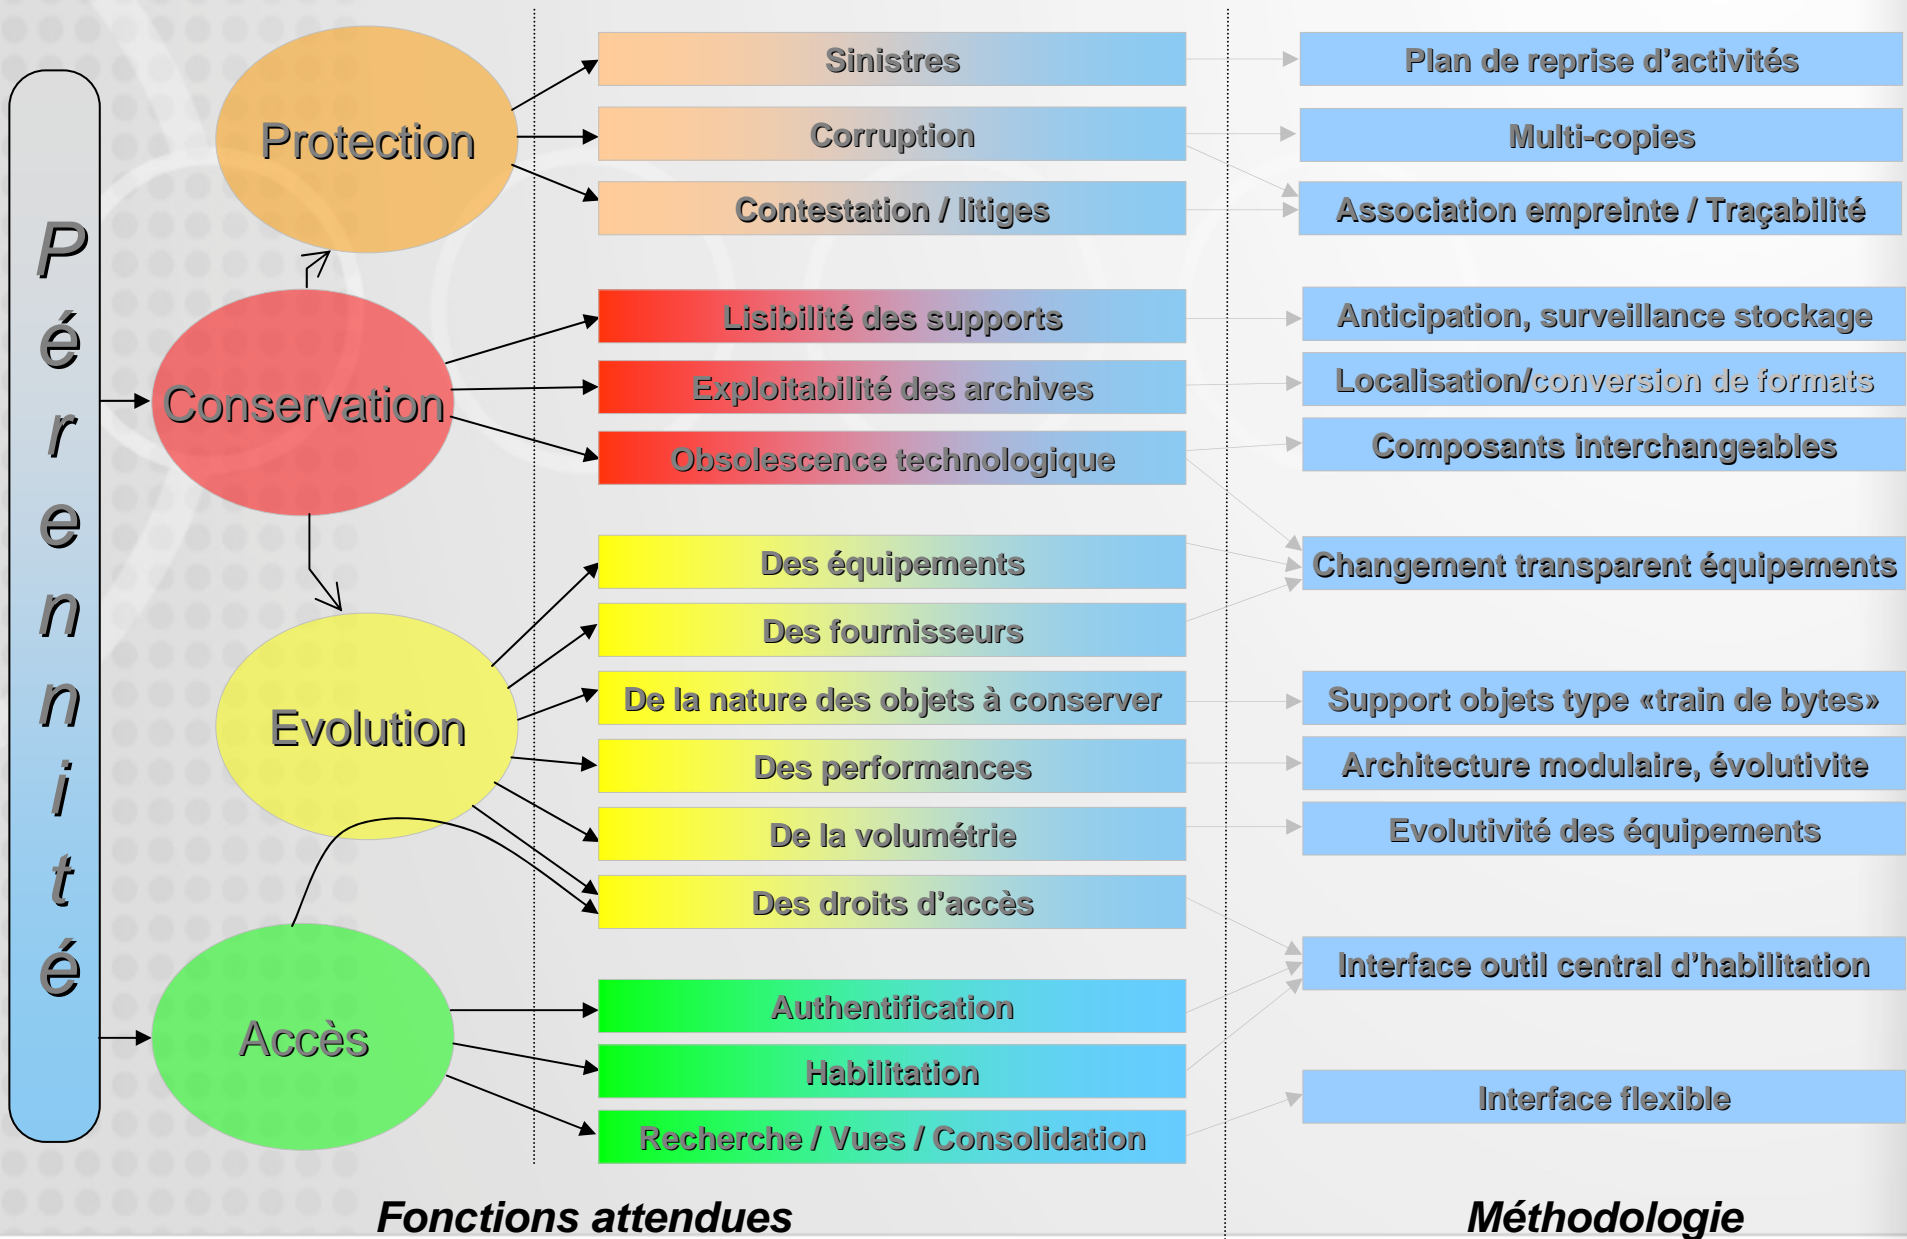 Pérennité
Protection
Sinistres
Plan de reprise d’activités
Corruption
Multi-copies
Contestation / litiges
Association empreinte / Traçabilité
Conservation
Lisibilité des supports
Anticipation, surveillance stockage
Exploitabilité des archives
Localisation/conversion de formats
Obsolescence technologique
Composants interchangeables
Evolution
Des équipements
Changement transparent équipements
Des fournisseurs
De la nature des objets à conserver
Support objets type «train de bytes»
Des performances
Architecture modulaire, évolutivite
De la volumétrie
Evolutivité des équipements
Des droits d’accès
Interface outil central d’habilitation
Accès
Authentification
Habilitation
Recherche / Vues / Consolidation
Interface flexible
Fonctions attendues
Méthodologie